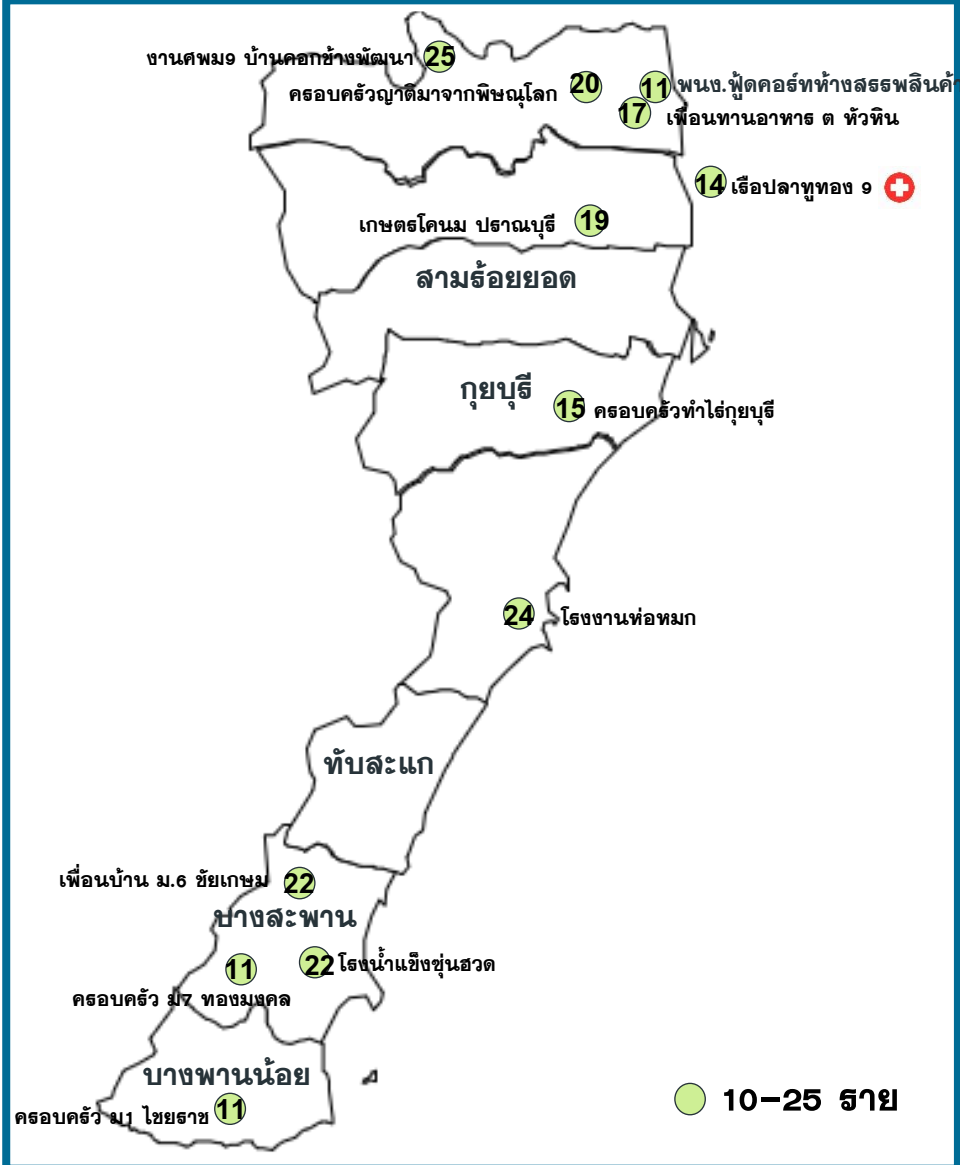 งานศพม9 บ้านคอกช้างพัฒนา 25
ครอบครัวญาติมาจากพิษณุโลก 20
11 พนง.ฟู้ดคอร์ทห้างสรรพสินค้า
17 เพื่อนทานอาหาร ต หัวหิน
14 เรือปลาทูทอง 9
เกษตรโคนม ปราณบุรี 19
สามร้อยยอด
กุยบุรี
15 ครอบครัวทำไร่กุยบุรี
24 โรงงานห่อหมก
ทับสะแก
เพื่อนบ้าน ม.6 ชัยเกษม 22
บางสะพาน
22 โรงน้ำแข็งซุ่นฮวด
11
ครอบครัว ม7 ทองมงคล
บางพานน้อย
ครอบครัว ม1 ไชยราช 11
10-25 ราย